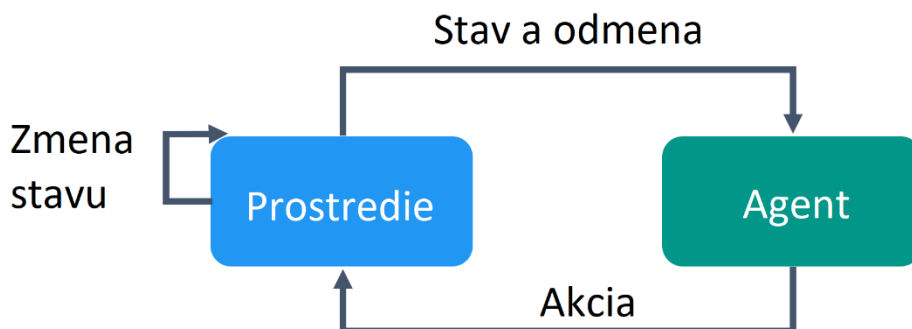 Stav a odmena
Zmena
stavu
Prostredie
Agent
Akcia